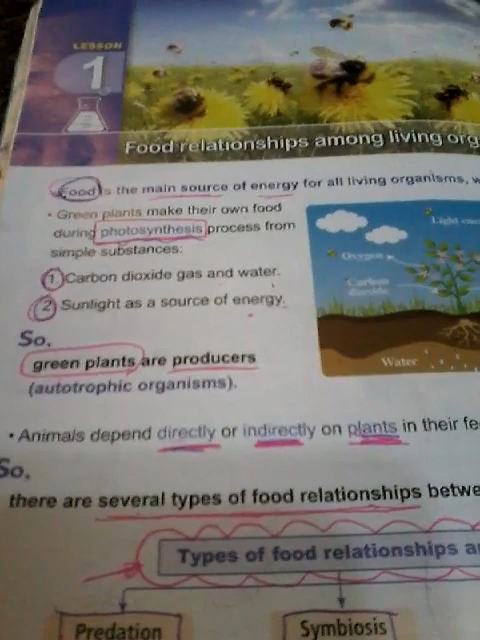 LESSON
1
Food relationships among living org
Food is the main source of energy for all living organisms, w
• Green plants make their own food
during photosynthesis process from
simple substances:
1 Carbon dioxide gas and water.
2 Sunlight as a source of energy.
Light ene
Oxygen
Carbon
dioxide
Water
So,
green plants are producers
(autotrophic organisms).
• Animals depend directly or indirectly on plants in their fe
So,
there are several types of food relationships betwe
Types of food relationships a
Predation
Symbiosis